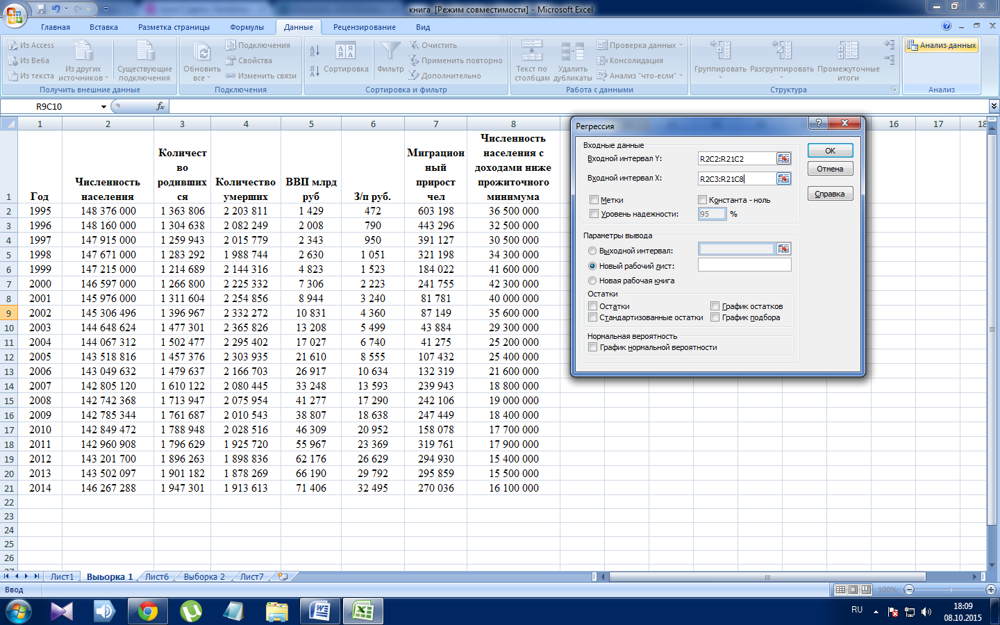 книга  [Режим совместимости] - Microsoft Excel
Главная Вставка Разметка страницы Формулы Данные Рецензирование Вид
Из Access
Из Веба
Из текста
Из других источников
Существующие подключения
Получить внешние данные
Обновить все
Подключения
Свойства
Изменить связи
Подключения
Сортировка
Фильтр
Очистить
Применить повторно
Дополнительно
Сортировка и фильтр
Текст по столбцам
Удалить дубликаты
Проверка данных
Консолидация
Анализ "что-если"
Работа с данными
Группировать
Разгруппировать
Промежуточные итоги
Структура
Анализ данных
Анализ
R9C10 fx
1 2 3 4 5 6 7 8 16 17 18
1 Год Численность населения Количество родившихся Количество умерших ВВП млрд руб З/п руб. Миграционный прирост чел Численность населения с доходами ниже прожиточного минимума
2 1995 148 376 000 1 363 806 2 203 811 1 429 472 603 198 36 500 000
3 1996 148 160 000 1 304 638 2 082 249 2 008 790 443 296 32 500 000
4 1997 147 915 000 1 259 943 2 015 779 2 343 950 391 127 30 500 000
5 1998 147 671 000 1 283 292 1 988 744 2 630 1 051 321 198 34 300 000
6 1999 147 215 000 1 214 689 2 144 316 4 823 1 523 184 022 41 600 000
7 2000 146 597 000 1 266 800 2 225 332 7 306 2 223 241 755 42 300 000
8 2001 145 976 000 1 311 604 2 254 856 8 944 3 240 81 781 40 000 000
9 2002 145 306 496 1 396 967 2 332 272 10 831 4 360 87 149 35 600 000
10 2003 144 648 624 1 477 301 2 365 826 13 208 5 499 43 884 29 300 000
11 2004 144 067 312 1 502 477 2 295 402 17 027 6 740 41 275 25 200 000
12 2005 143 518 816 1 457 376 2 303 935 21 610 8 555 107 432 25 400 000
13 2006 143 049 632 1 479 637 2 166 703 26 917 10 634 132 319 21 600 000
14 2007 142 805 120 1 610 122 2 080 445 33 248 13 593 239 943 18 800 000
15 2008 142 742 368 1 713 947 2 075 954 41 277 17 290 242 106 19 000 000
16 2009 142 785 344 1 761 687 2 010 543 38 807 18 638 247 449 18 400 000
17 2010 142 849 472 1 788 948 2 028 516 46 309 20 952 158 078 17 700 000
18 2011 142 960 908 1 796 629 1 925 720 55 967 23 369 319 761 17 900 000
19 2012 143 201 700 1 896 263 1 898 836 62 176 26 629 294 930 15 400 000
20 2013 143 502 097 1 901 182 1 878 269 66 190 29 792 295 859 15 500 000
21 2014 146 267 288 1 947 301 1 913 613 71 406 32 495 270 036 16 100 000
22
23
24
25
26
27
Регрессия
Входные данные
Входной интервал Y: R2C2:R21C2
Входной интервал X: R2C3:R21C8
Метки Константа - ноль
Уровень надежности: 95 %
OK
Отмена
Справка
Параметры вывода
Выходной интервал:
Новый рабочий лист:
Новая рабочая книга
Остатки
Остатки График остатков
Стандартизованные остатки График подбора
Нормальная вероятность
График нормальной вероятности
Лист1 Выьорка 1 Лист6 Выборка 2 Лист7
Ввод 100%
RU 18:09
08.10.2015